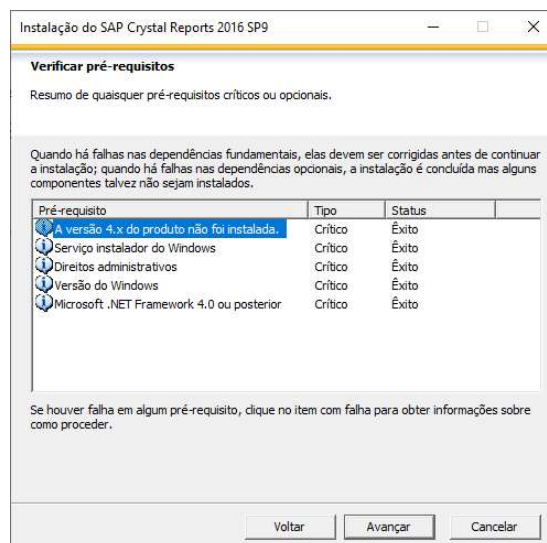 Instalação do SAP Crystal Reports 2016 SP9
Verificar pré-requisitos
Resumo de quaisquer pré-requisitos críticos ou opcionais.
Quando há falhas nas dependências fundamentais, elas devem ser corrigidas antes de continuar
a instalação; quando há falhas nas dependências opcionais, a instalação é concluída mas alguns
componentes talvez não sejam instalados.
Pré-requisito Tipo Status
A versão 4.x do produto não foi instalada. Crítico Êxito
Serviço instalador do Windows Crítico Êxito
Direitos administrativos Crítico Êxito
Versão do Windows Crítico Êxito
Microsoft .NET Framework 4.0 ou posterior Crítico Êxito
Se houver falha em algum pré-requisito, clique no item com falha para obter informações sobre
como proceder.
Voltar Avançar Cancelar